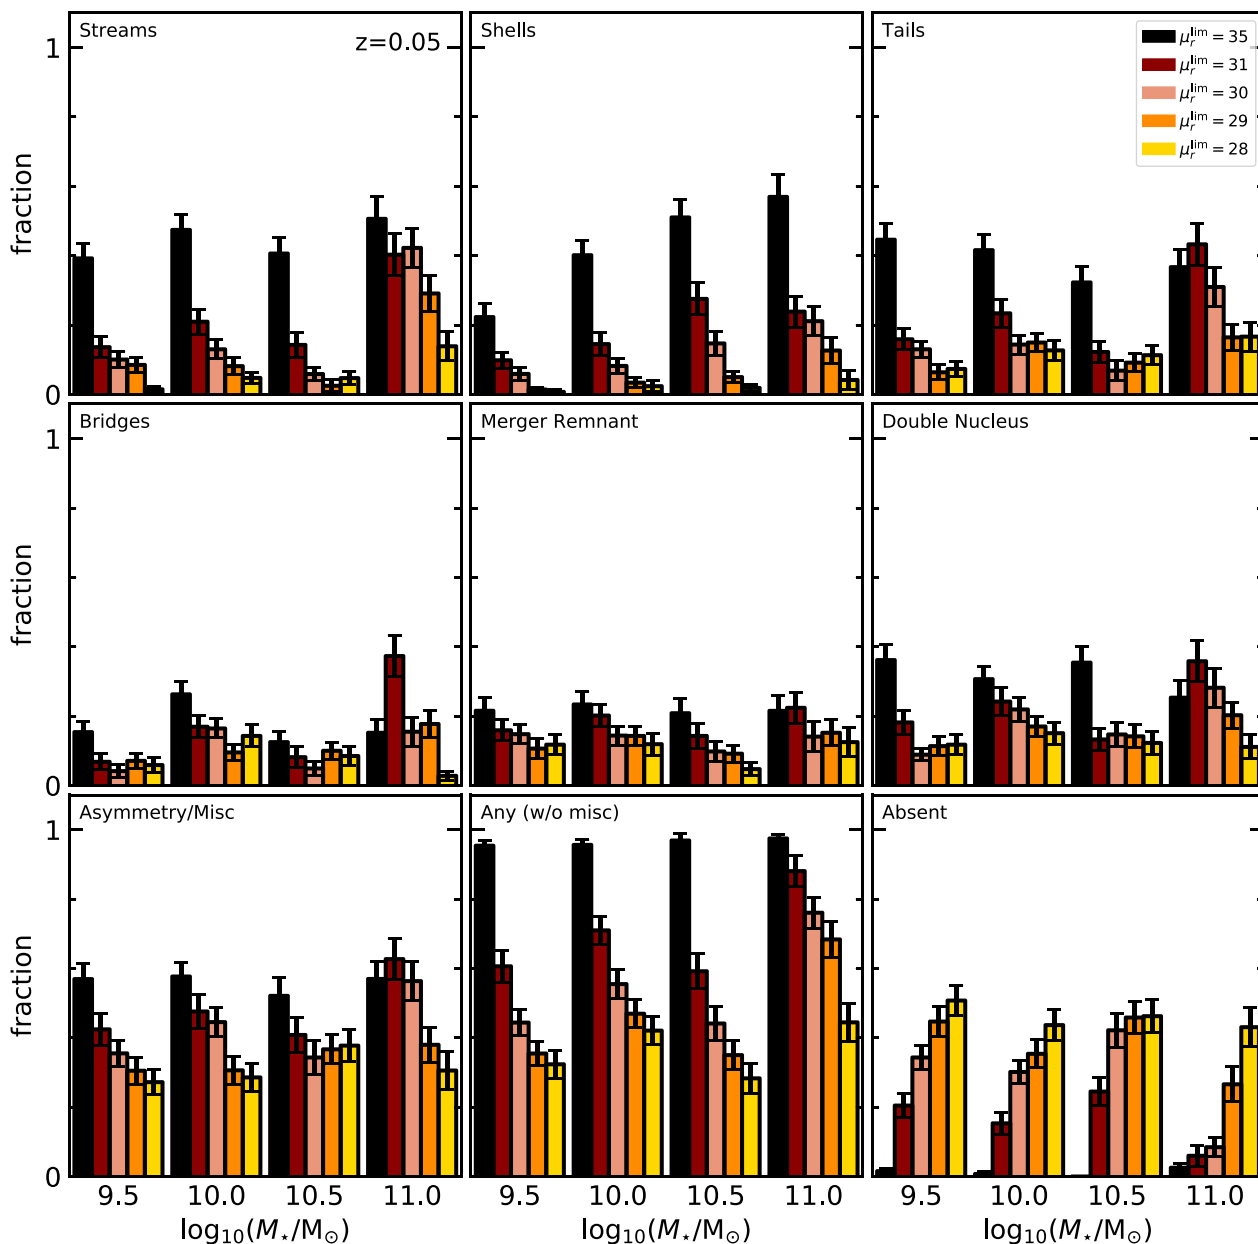 Streams
z=0.05
Shells
Tails
μ_r^lim = 35
μ_r^lim = 31
μ_r^lim = 30
μ_r^lim = 29
μ_r^lim = 28
1
fraction
0
Bridges
Merger Remnant
Double Nucleus
1
fraction
0
Asymmetry/Misc
Any (w/o misc)
Absent
1
fraction
0
9.5 10.0 10.5 11.0
9.5 10.0 10.5 11.0
9.5 10.0 10.5 11.0
log₁₀(M⋆/M⊙)
log₁₀(M⋆/M⊙)
log₁₀(M⋆/M⊙)